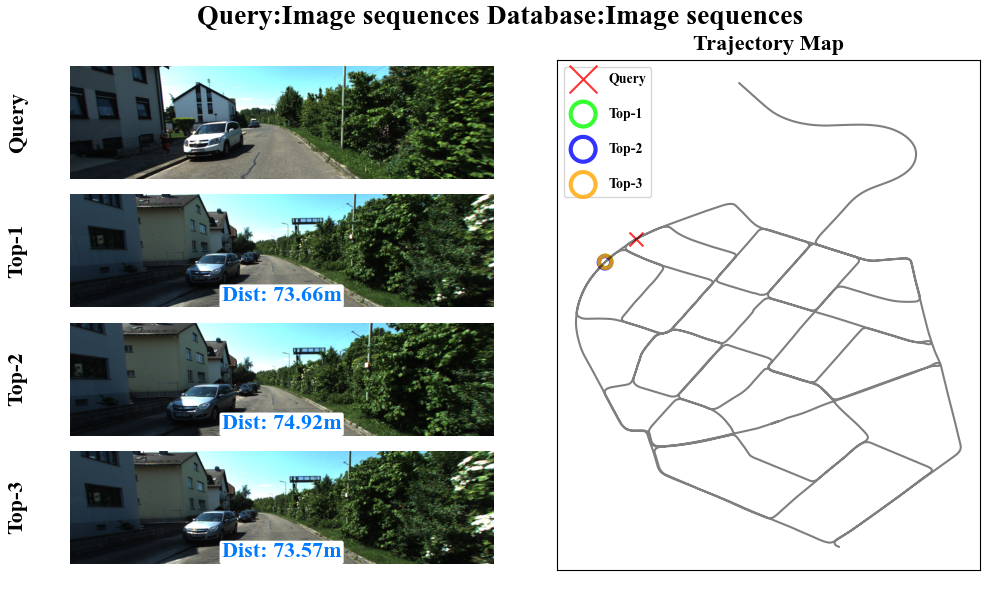 Query:Image sequences Database:Image sequences
Trajectory Map
Query
Top-1
Top-2
Top-3
Query
Top-1
Dist: 73.66m
Top-2
Dist: 74.92m
Top-3
Dist: 73.57m